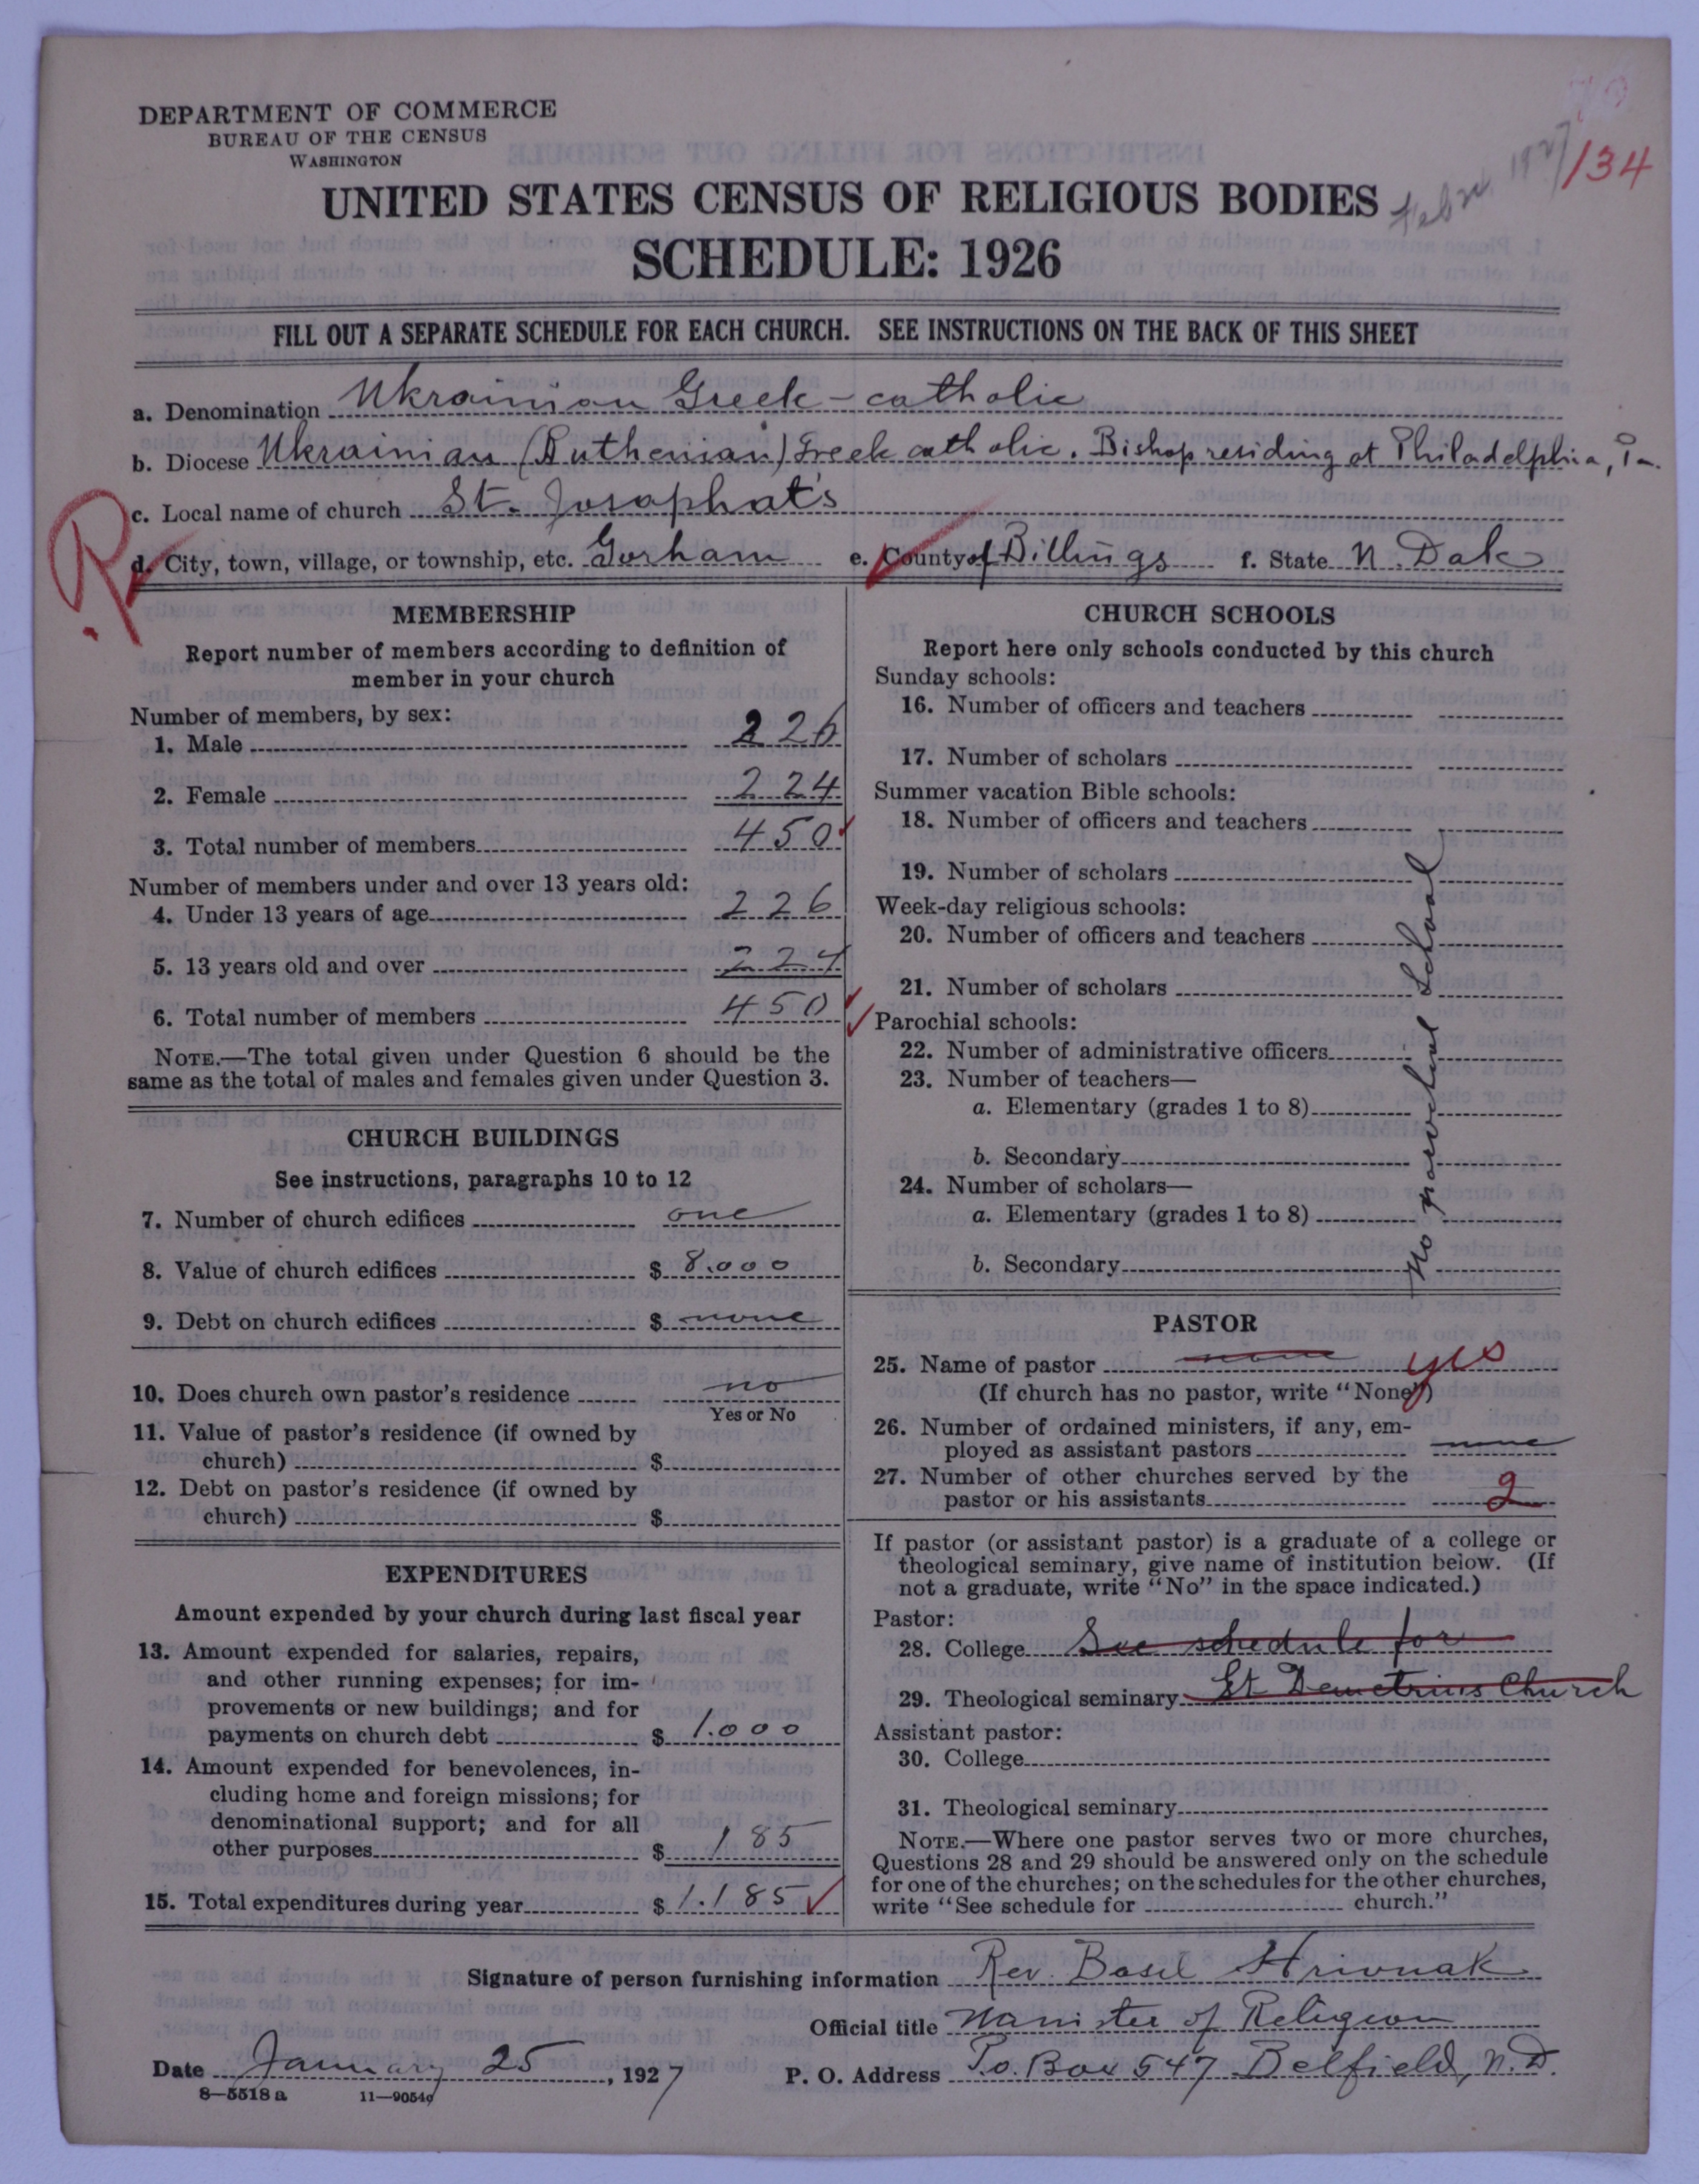 DEPARTMENT OF COMMERCE
BUREAU OF THE CENSUS
WASHINGTON
134
UNITED STATES CENSUS OF RELIGIOUS BODIES
SCHEDULE: 1926
FILL OUT A SEPARATE SCHEDULE FOR EACH CHURCH. SEE INSTRUCTIONS ON THE BACK OF THIS SHEET
a. Denomination Ukrainian Greek-catholic
b. Diocese Ukrainian (Ruthenian) Greek catholic. Bishop residing at Philadelphia, Pa.
c. Local name of church St. Josaphat's
d. City, town, village, or township, etc. Gorham e. County of Billings f. State N. Dak
R
MEMBERSHIP
Report number of members according to definition of
member in your church
Number of members, by sex:
1. Male 226
2. Female 224
3. Total number of members 450
Number of members under and over 13 years old:
4. Under 13 years of age 226
5. 13 years old and over 224
6. Total number of members 450
NOTE.—The total given under Question 6 should be the
same as the total of males and females given under Question 3.
CHURCH BUILDINGS
See instructions, paragraphs 10 to 12
7. Number of church edifices one
8. Value of church edifices $ 8.000
9. Debt on church edifices $ none
10. Does church own pastor's residence no
Yes or No
11. Value of pastor's residence (if owned by
church) $
12. Debt on pastor's residence (if owned by
church) $
EXPENDITURES
Amount expended by your church during last fiscal year
13. Amount expended for salaries, repairs,
and other running expenses; for im-
provements or new buildings; and for
payments on church debt $ 1.000
14. Amount expended for benevolences, in-
cluding home and foreign missions; for
denominational support; and for all
other purposes $ 185
15. Total expenditures during year $ 1.185
CHURCH SCHOOLS
Report here only schools conducted by this church
Sunday schools:
16. Number of officers and teachers
17. Number of scholars
Summer vacation Bible schools:
18. Number of officers and teachers
19. Number of scholars
Week-day religious schools:
20. Number of officers and teachers
21. Number of scholars
Parochial schools:
22. Number of administrative officers
23. Number of teachers—
a. Elementary (grades 1 to 8)
b. Secondary
24. Number of scholars—
a. Elementary (grades 1 to 8)
b. Secondary
No parochial School
PASTOR
25. Name of pastor none yes
(If church has no pastor, write "None")
26. Number of ordained ministers, if any, em-
ployed as assistant pastors none
27. Number of other churches served by the
pastor or his assistants 2
If pastor (or assistant pastor) is a graduate of a college or
theological seminary, give name of institution below. (If
not a graduate, write "No" in the space indicated.)
Pastor:
28. College See schedule for
29. Theological seminary St Demetrius Church
Assistant pastor:
30. College
31. Theological seminary
NOTE.—Where one pastor serves two or more churches,
Questions 28 and 29 should be answered only on the schedule
for one of the churches; on the schedules for the other churches,
write "See schedule for church."
Signature of person furnishing information Rev. Basil Hrivnak
Official title Minister of Religion
Date January 25, 1927 P. O. Address P.o. Box 547 Belfield, N.D.
8—5518 a 11—9054